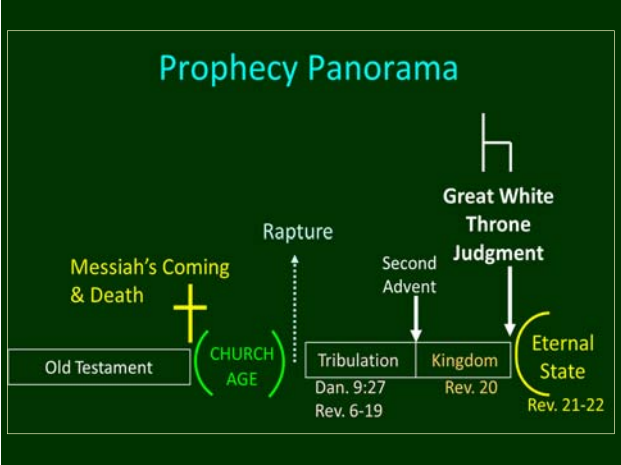 Prophecy Panorama
Great White
Throne
Judgment
Rapture
Second
Advent
Messiah's Coming
& Death
Old Testament
CHURCH
AGE
Tribulation
Kingdom
Eternal
State
Dan. 9:27
Rev. 6-19
Rev. 20
Rev. 21-22